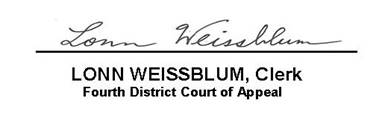 Lonn Weissblum
LONN WEISSBLUM, Clerk
Fourth District Court of Appeal